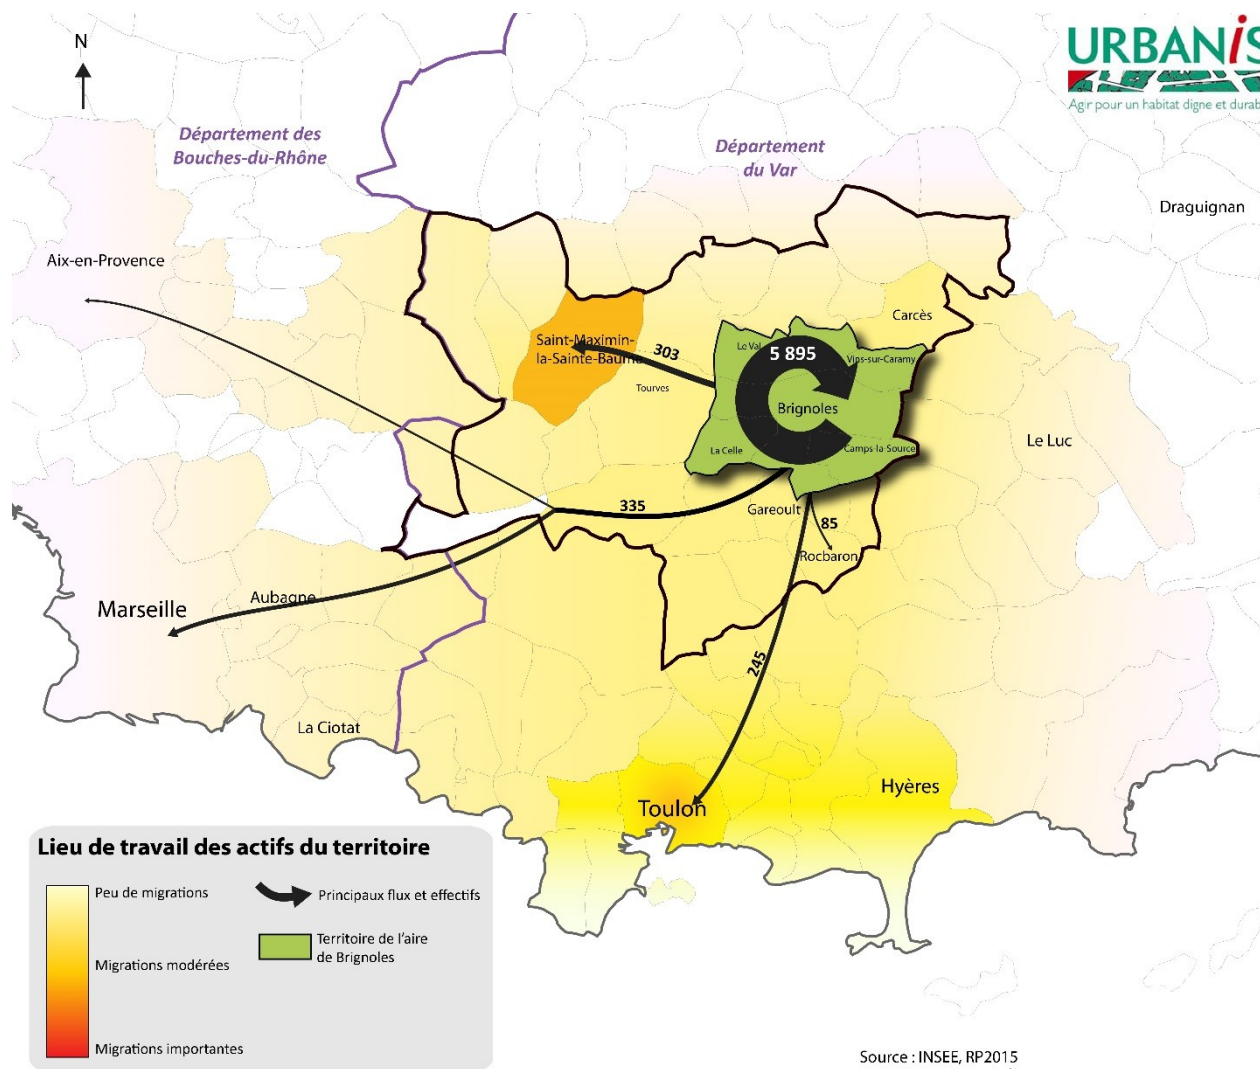 N
URBANiS
Agir pour un habitat digne et durab
Département des
Bouches-du-Rhône
Département
du Var
Draguignan
Aix-en-Provence
Carcès
Saint-Maximin-
la-Sainte-Baume
303
Le Val
5 895
Vins-sur-Caramy
Tourves
Brignoles
Le Luc
La Celle
Camps-la-Source
335
Gareoult
85
Rocbaron
Marseille
Aubagne
245
La Ciotat
Toulon
Hyères
Lieu de travail des actifs du territoire
Peu de migrations
Principaux flux et effectifs
Territoire de l'aire
de Brignoles
Migrations modérées
Migrations importantes
Source : INSEE, RP2015